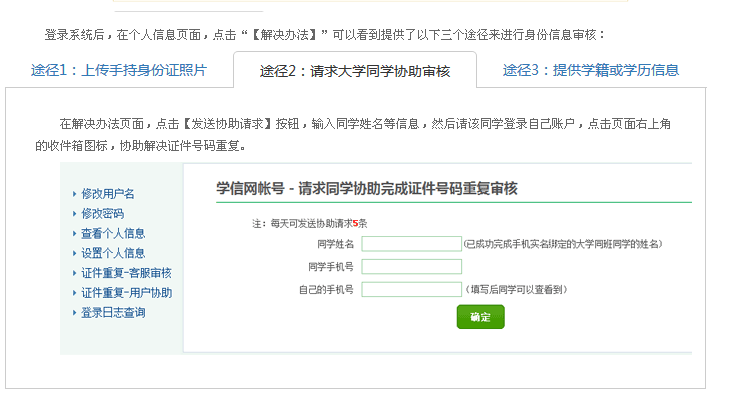 登录系统后，在个人信息页面，点击“【解决办法】”可以看到提供了以下三个途径来进行身份信息审核：
途径1：上传手持身份证照片 途径2：请求大学同学协助审核 途径3：提供学籍或学历信息
在解决办法页面，点击【发送协助请求】按钮，输入同学姓名等信息，然后请该同学登录自己账户，点击页面右上角
的收件箱图标，协助解决证件号码重复。
修改用户名
修改密码
查看个人信息
设置个人信息
证件重复-客服审核
证件重复-用户协助
登录日志查询
学信网帐号 - 请求同学协助完成证件号码重复审核
注：每天可发送协助请求5条
同学姓名 (已成功完成手机实名绑定的大学同班同学的姓名)
同学手机号
自己的手机号 (填写后同学可以查看到)
确定